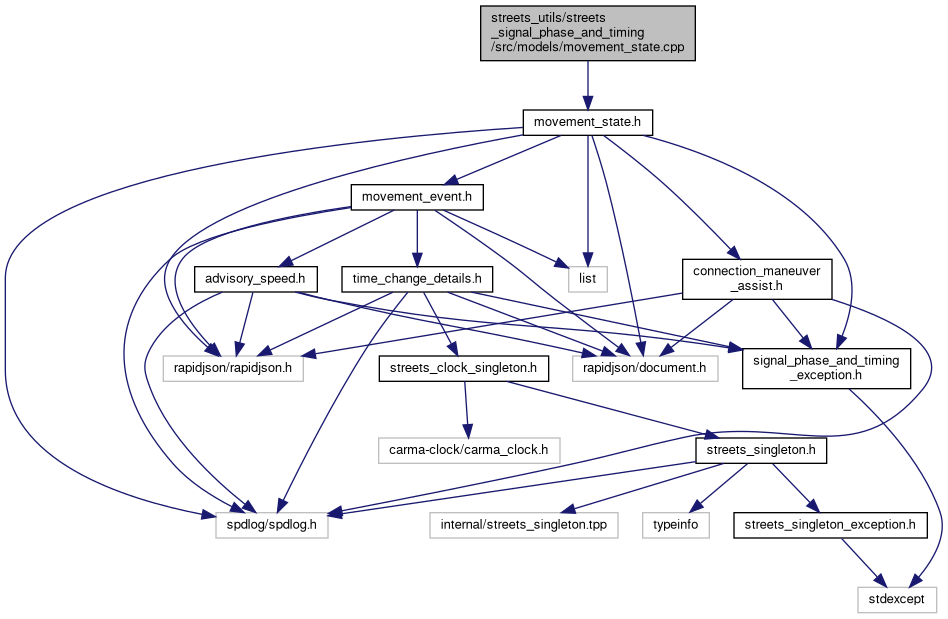 streets_utils/streets
_signal_phase_and_timing
/src/models/movement_state.cpp
movement_state.h
movement_event.h
advisory_speed.h
time_change_details.h
list
connection_maneuver
_assist.h
rapidjson/rapidjson.h
streets_clock_singleton.h
rapidjson/document.h
signal_phase_and_timing
_exception.h
carma-clock/carma_clock.h
streets_singleton.h
spdlog/spdlog.h
internal/streets_singleton.tpp
typeinfo
streets_singleton_exception.h
stdexcept